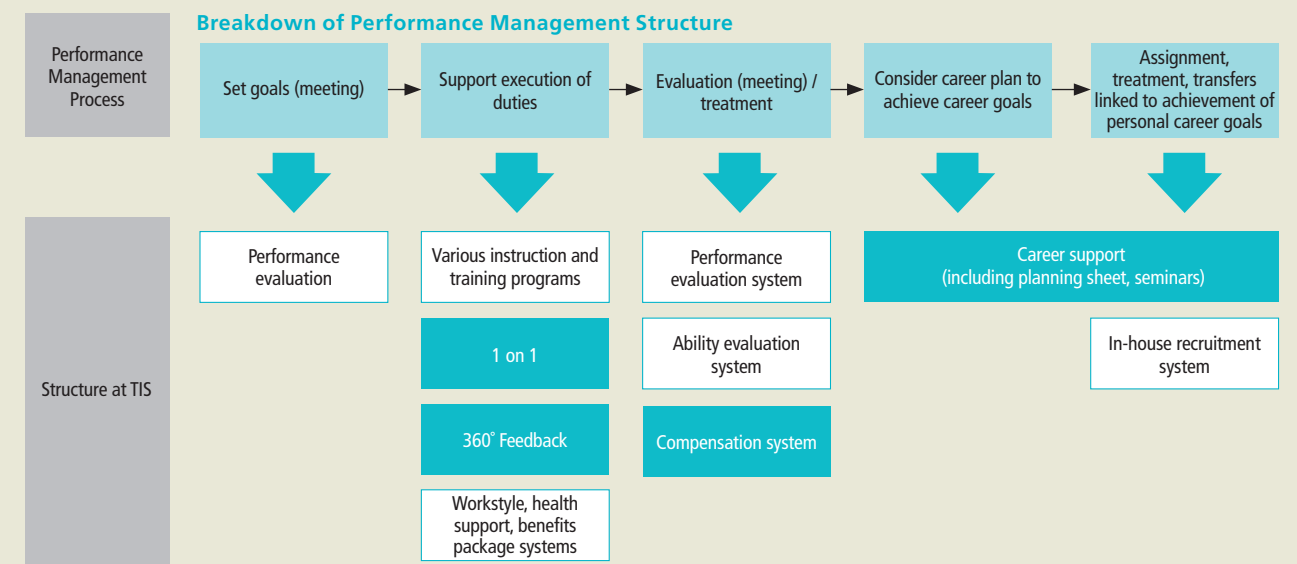 Breakdown of Performance Management Structure
Performance
Management
Process
Set goals (meeting)
Support execution of
duties
Evaluation (meeting) /
treatment
Consider career plan to
achieve career goals
Assignment,
treatment, transfers
linked to achievement of
personal career goals
Structure at TIS
Performance
evaluation
Various instruction and
training programs
1 on 1
360° Feedback
Workstyle, health
support, benefits
package systems
Performance
evaluation system
Ability evaluation
system
Compensation system
Career support
(including planning sheet, seminars)
In-house recruitment
system